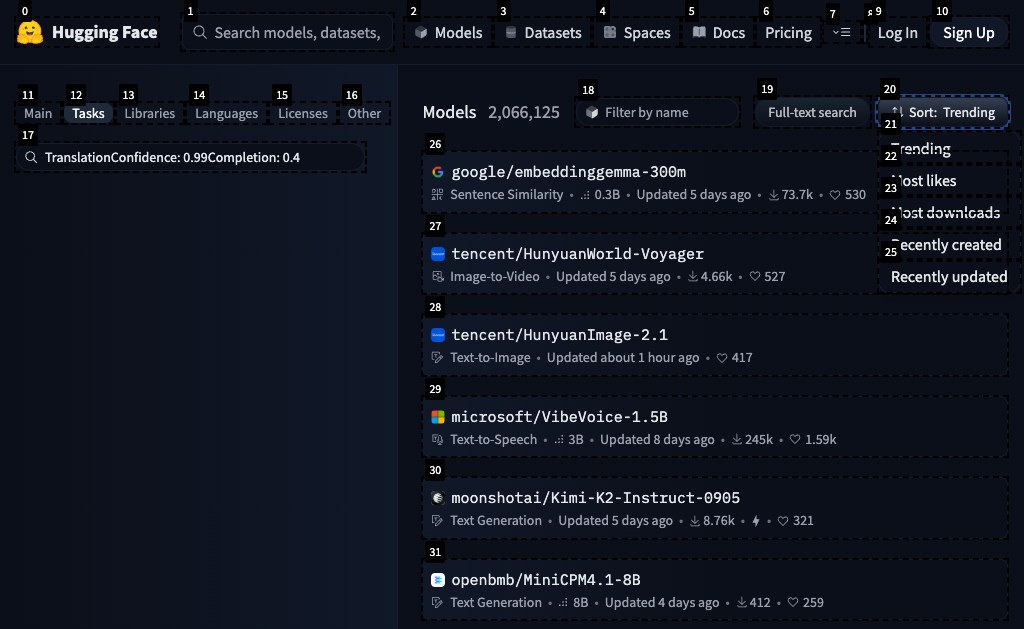 0 1 2 3 4 5 6 7 8 9 10
Hugging Face Search models, datasets, Models Datasets Spaces Docs Pricing Log In Sign Up
11 12 13 14 15 16
Main Tasks Libraries Languages Licenses Other
17
TranslationConfidence: 0.99Completion: 0.4
18 19 20
Models 2,066,125 Filter by name Full-text search Sort: Trending
21
Trending
22
Most likes
23
Most downloads
24
Recently created
25
Recently updated
26
google/embeddinggemma-300m
Sentence Similarity • 0.3B • Updated 5 days ago • 73.7k • 530
27
tencent/HunyuanWorld-Voyager
Image-to-Video • Updated 5 days ago • 4.66k • 527
28
tencent/HunyuanImage-2.1
Text-to-Image • Updated about 1 hour ago • 417
29
microsoft/VibeVoice-1.5B
Text-to-Speech • 3B • Updated 8 days ago • 245k • 1.59k
30
moonshotai/Kimi-K2-Instruct-0905
Text Generation • Updated 5 days ago • 8.76k • 321
31
openbmb/MiniCPM4.1-8B
Text Generation • 8B • Updated 4 days ago • 412 • 259